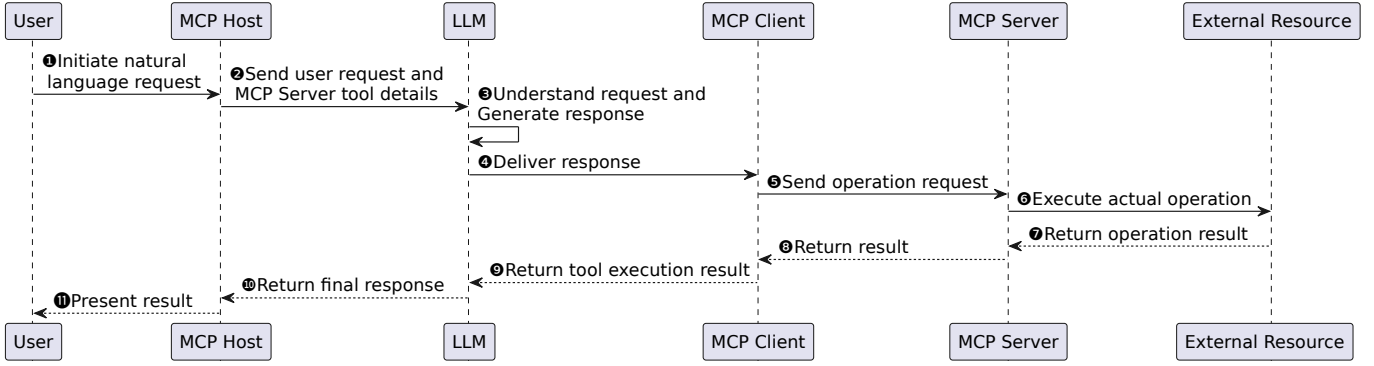 User
MCP Host
LLM
MCP Client
MCP Server
External Resource
❶Initiate natural
language request
❷Send user request and
MCP Server tool details
❸Understand request and
Generate response
❹Deliver response
❺Send operation request
❻Execute actual operation
❼Return operation result
❽Return result
❾Return tool execution result
❿Return final response
⓫Present result
User
MCP Host
LLM
MCP Client
MCP Server
External Resource